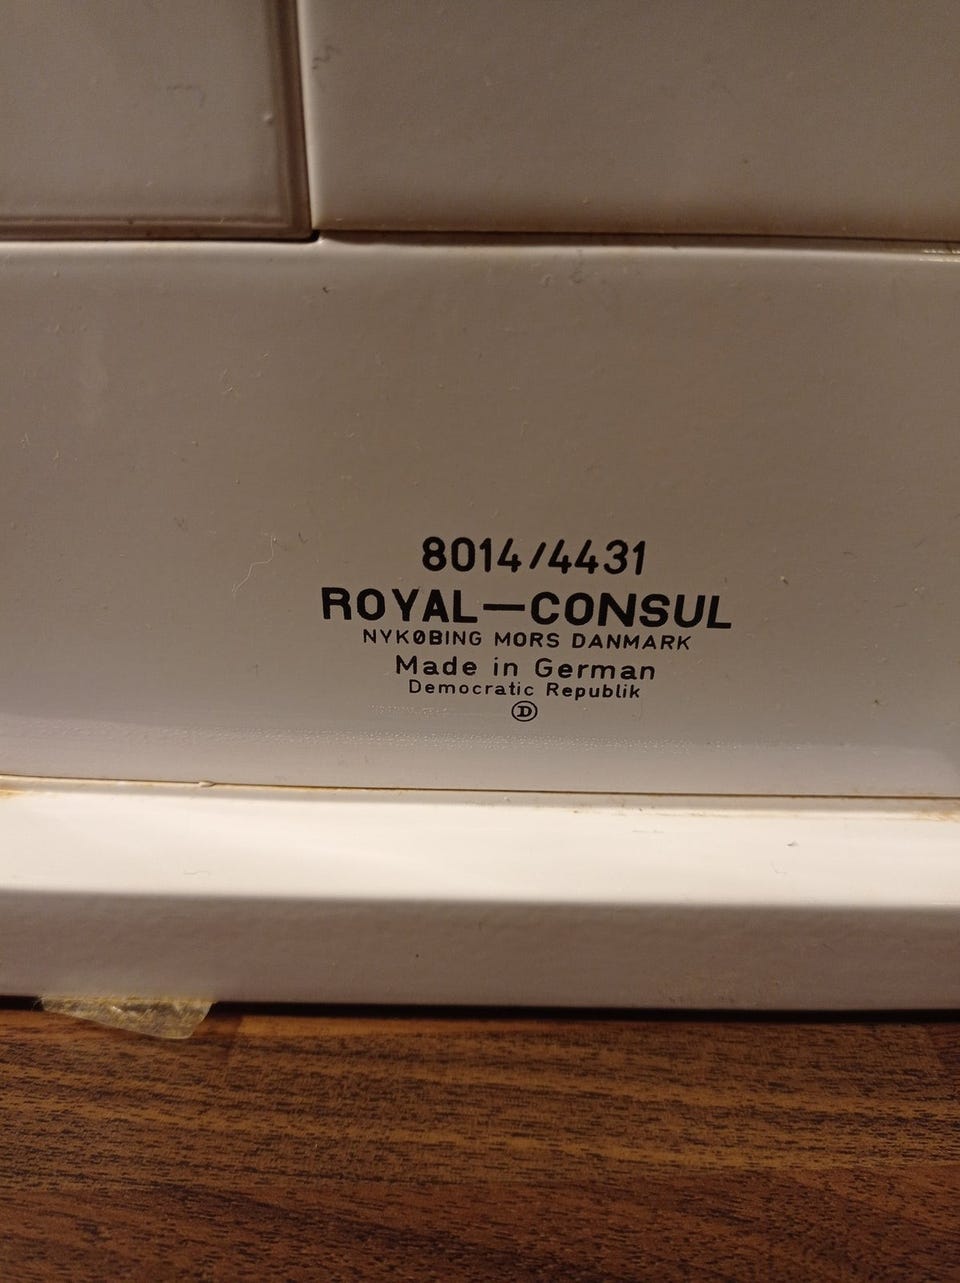 8014/4431
ROYAL—CONSUL
NYKØBING MORS DANMARK
Made in German
Democratic Republik
D